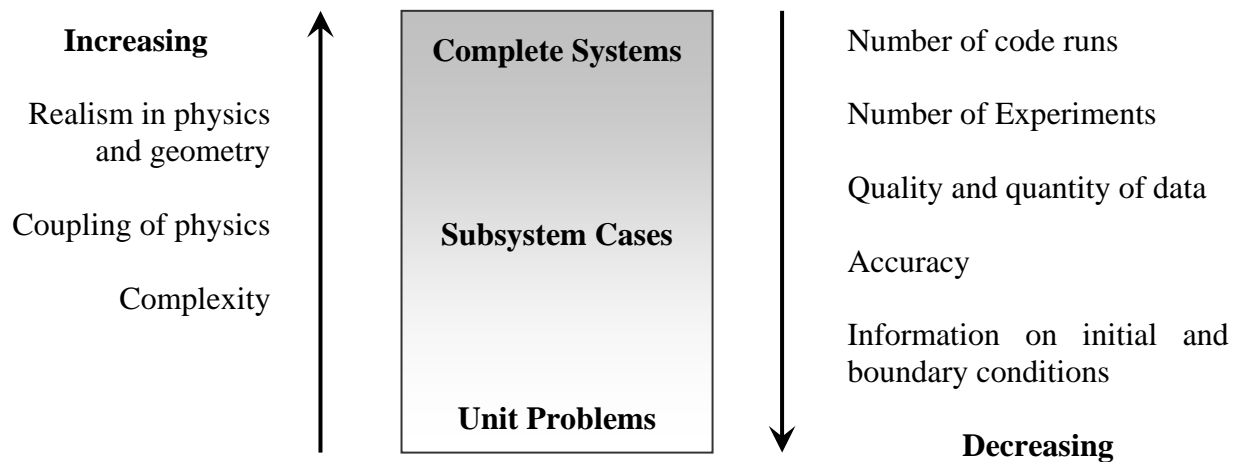 Increasing
Realism in physics
and geometry
Coupling of physics
Complexity
Complete Systems
Subsystem Cases
Unit Problems
Number of code runs
Number of Experiments
Quality and quantity of data
Accuracy
Information on initial and
boundary conditions
Decreasing